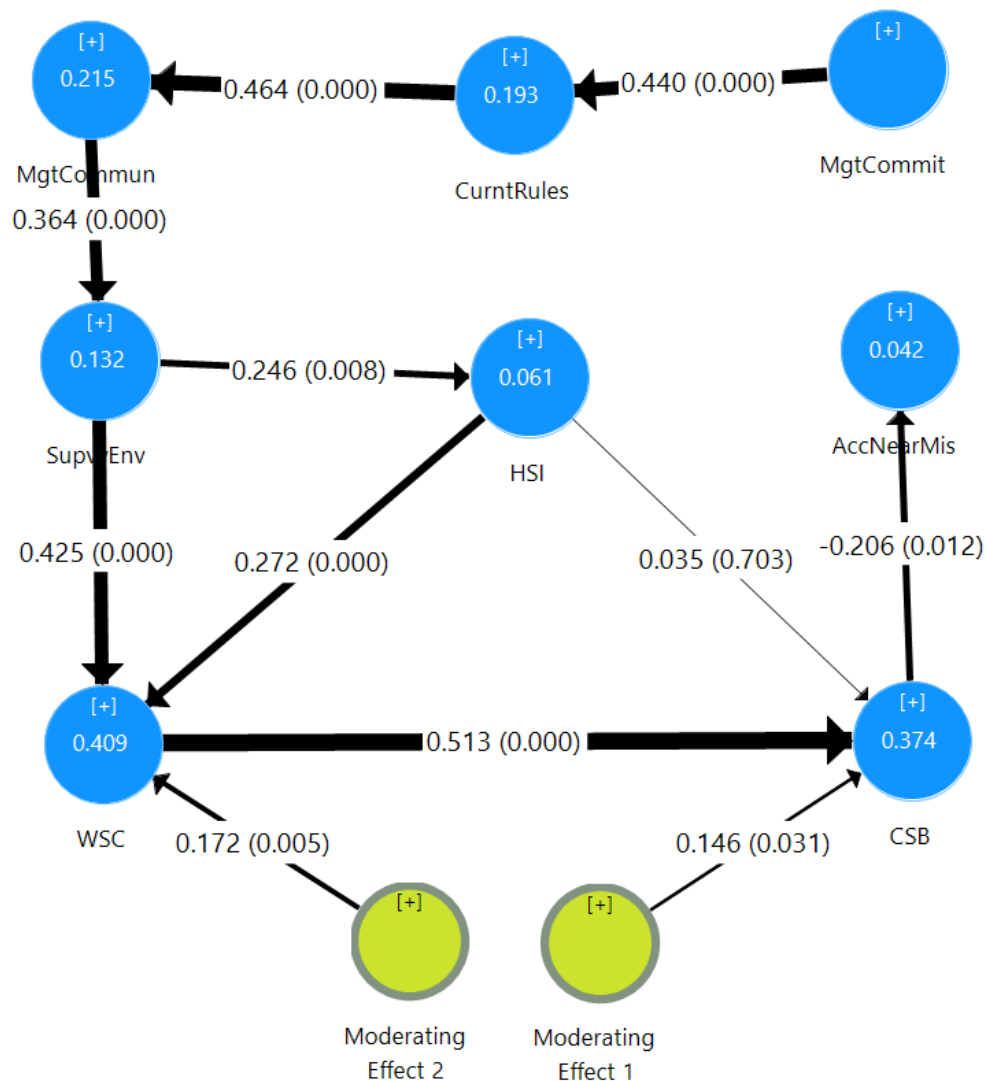 [+]
0.215
MgtCommun
0.464 (0.000)
[+]
0.193
CurntRules
0.440 (0.000)
[+]
MgtCommit
0.364 (0.000)
[+]
0.132
SupvyEnv
0.246 (0.008)
[+]
0.061
HSI
[+]
0.042
AccNearMis
0.425 (0.000)
0.272 (0.000)
0.035 (0.703)
-0.206 (0.012)
[+]
0.409
WSC
0.513 (0.000)
[+]
0.374
CSB
0.172 (0.005)
0.146 (0.031)
[+]
Moderating
Effect 2
[+]
Moderating
Effect 1